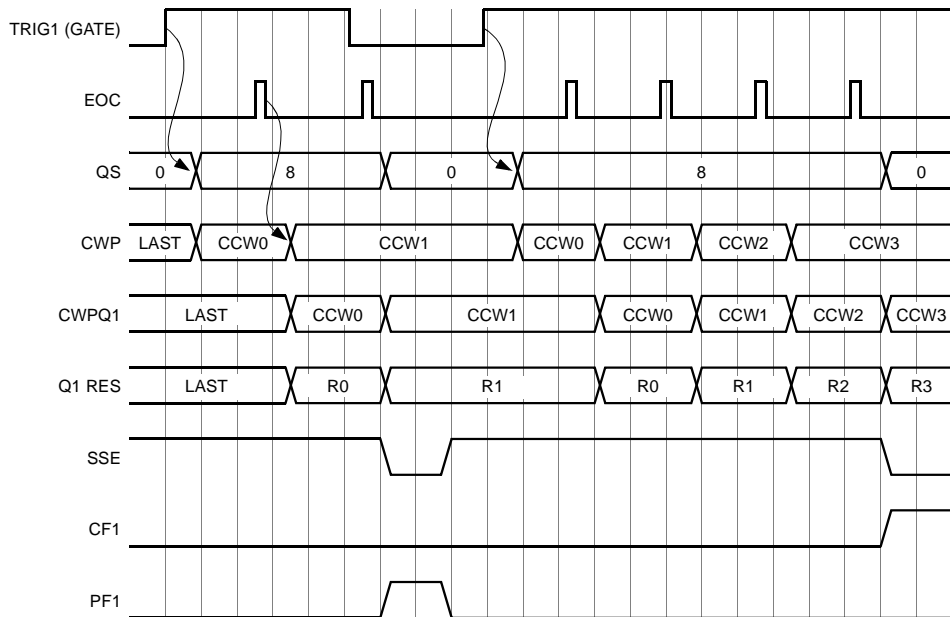 TRIG1 (GATE)
EOC
QS 0 8 0 8 0
CWP LAST CCW0 CCW1 CCW0 CCW1 CCW2 CCW3
CWPQ1 LAST CCW0 CCW1 CCW0 CCW1 CCW2 CCW3
Q1 RES LAST R0 R1 R0 R1 R2 R3
SSE
CF1
PF1